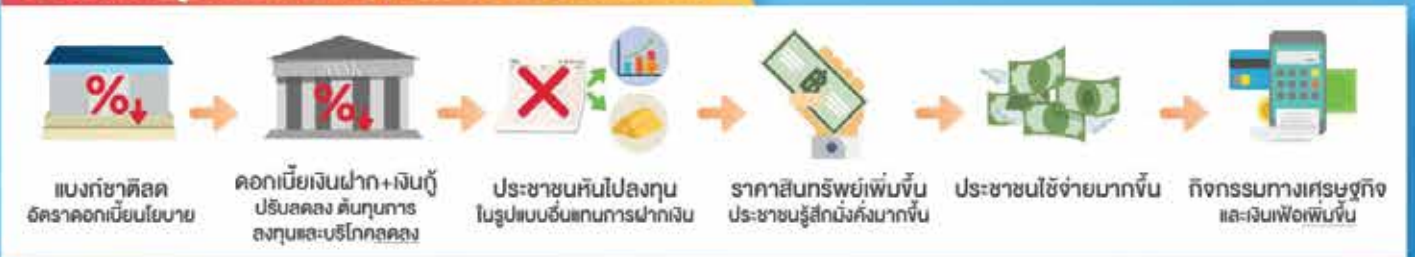 แบงก์ชาติลด
อัตราดอกเบี้ยนโยบาย
ดอกเบี้ยเงินฝาก+เงินกู้
ปรับลดลง ต้นทุนการ
ลงทุนและบริโภคลดลง
ประชาชนหันไปลงทุน
ในรูปแบบอื่นแทนการฝากเงิน
ราคาสินทรัพย์เพิ่มขึ้น
ประชาชนรู้สึกมั่งคั่งมากขึ้น
ประชาชนใช้จ่ายมากขึ้น
กิจกรรมทางเศรษฐกิจ
และเงินเฟ้อเพิ่มขึ้น